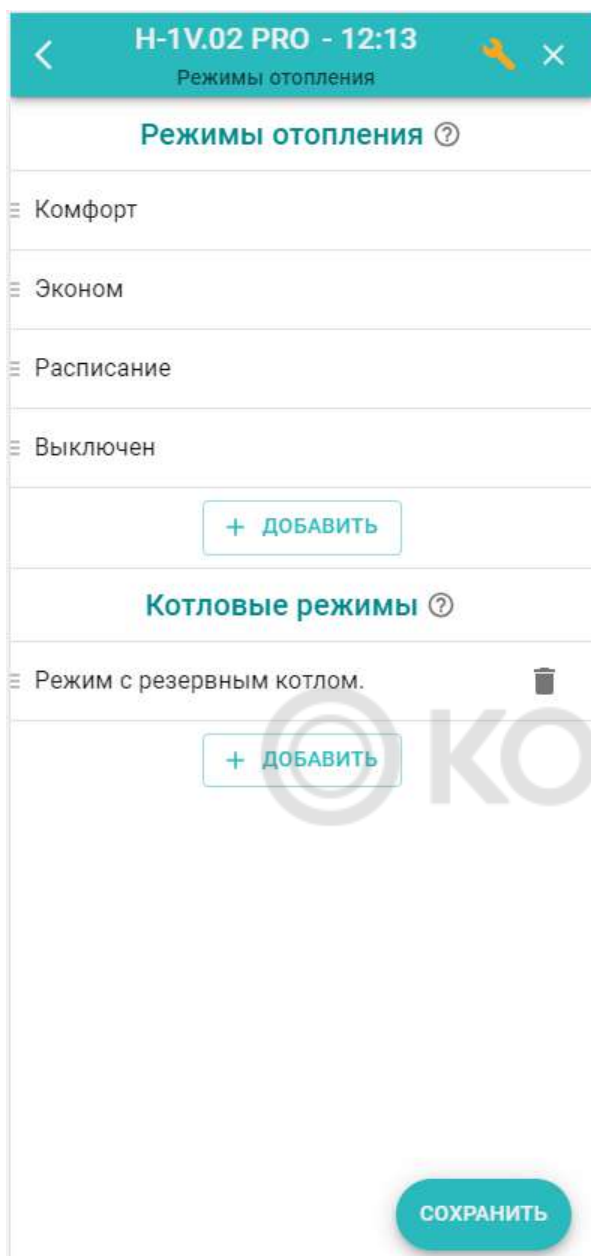 H-1V.02 PRO - 12:13
Режимы отопления
Режимы отопления ?
Комфорт
Эконом
Расписание
Выключен
+ ДОБАВИТЬ
Котловые режимы ?
Режим с резервным котлом.
+ ДОБАВИТЬ
КО
СОХРАНИТЬ